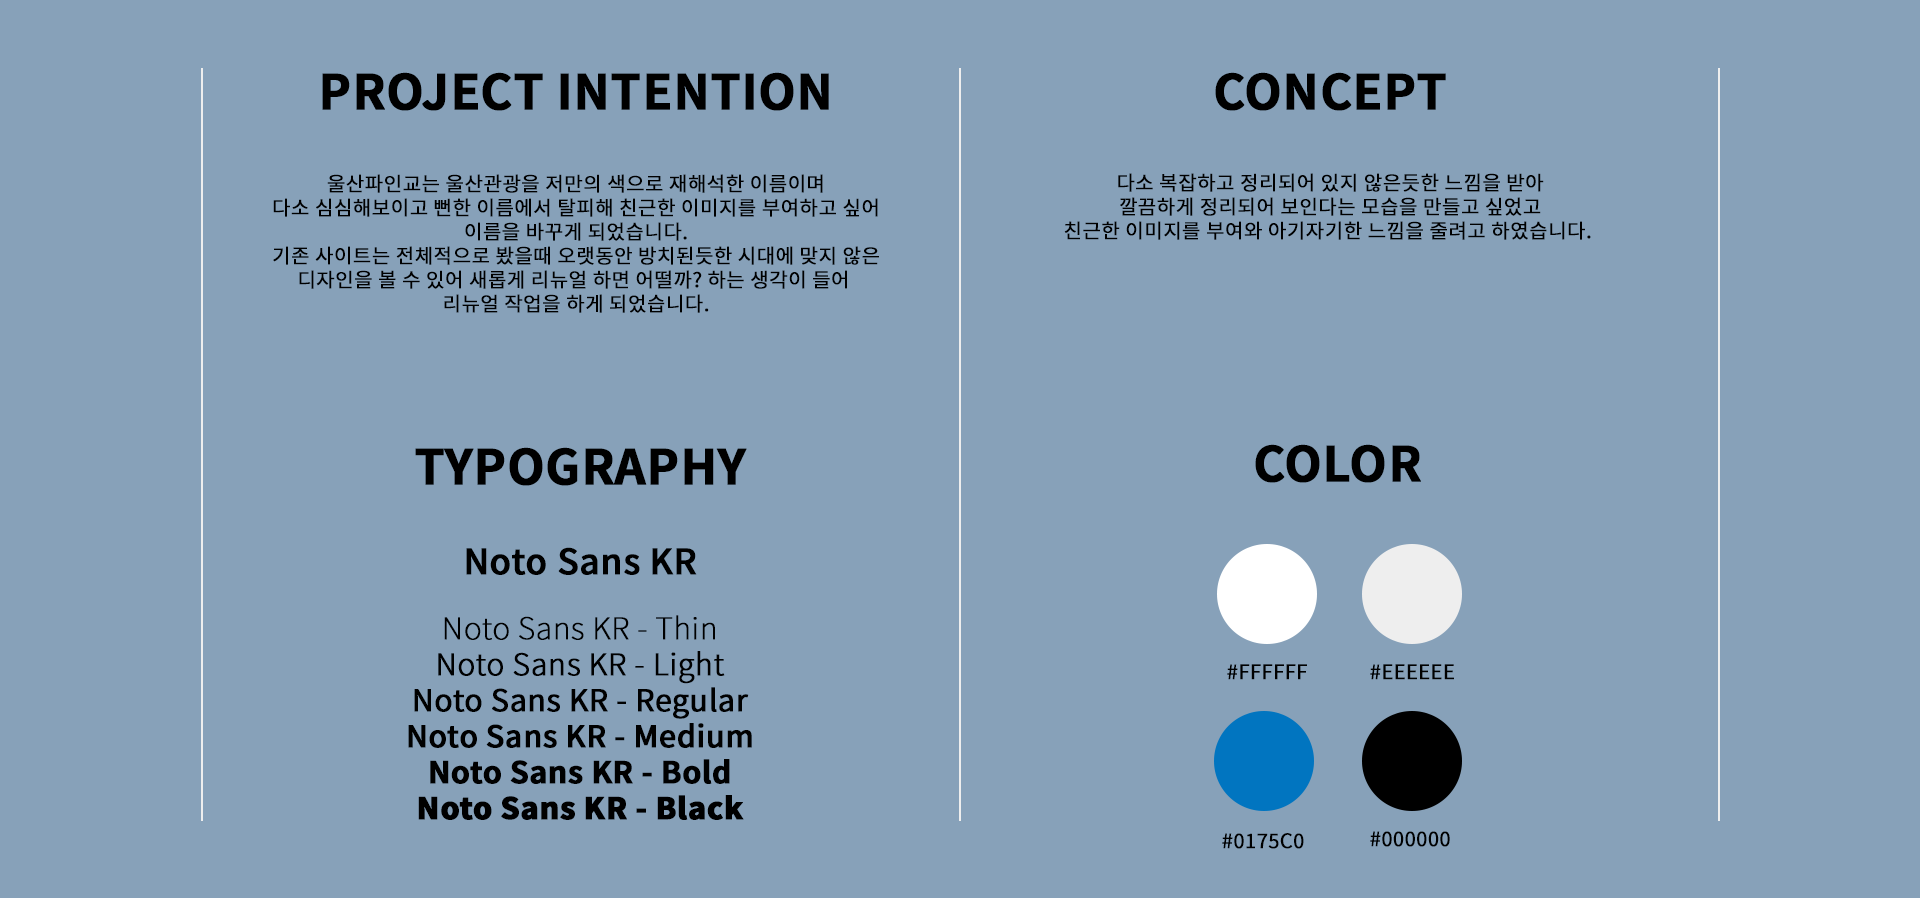 PROJECT INTENTION
울산파인교는 울산관광을 저만의 색으로 재해석한 이름이며
다소 심심해보이고 뻔한 이름에서 탈피해 친근한 이미지를 부여하고 싶어
이름을 바꾸게 되었습니다.
기존 사이트는 전체적으로 봤을때 오랫동안 방치된듯한 시대에 맞지 않은
디자인을 볼 수 있어 새롭게 리뉴얼 하면 어떨까? 하는 생각이 들어
리뉴얼 작업을 하게 되었습니다.
CONCEPT
다소 복잡하고 정리되어 있지 않은듯한 느낌을 받아
깔끔하게 정리되어 보인다는 모습을 만들고 싶었고
친근한 이미지를 부여와 아기자기한 느낌을 줄려고 하였습니다.
TYPOGRAPHY
Noto Sans KR
Noto Sans KR - Thin
Noto Sans KR - Light
Noto Sans KR - Regular
Noto Sans KR - Medium
Noto Sans KR - Bold
Noto Sans KR - Black
COLOR
#FFFFFF
#EEEEEE
#0175C0
#000000